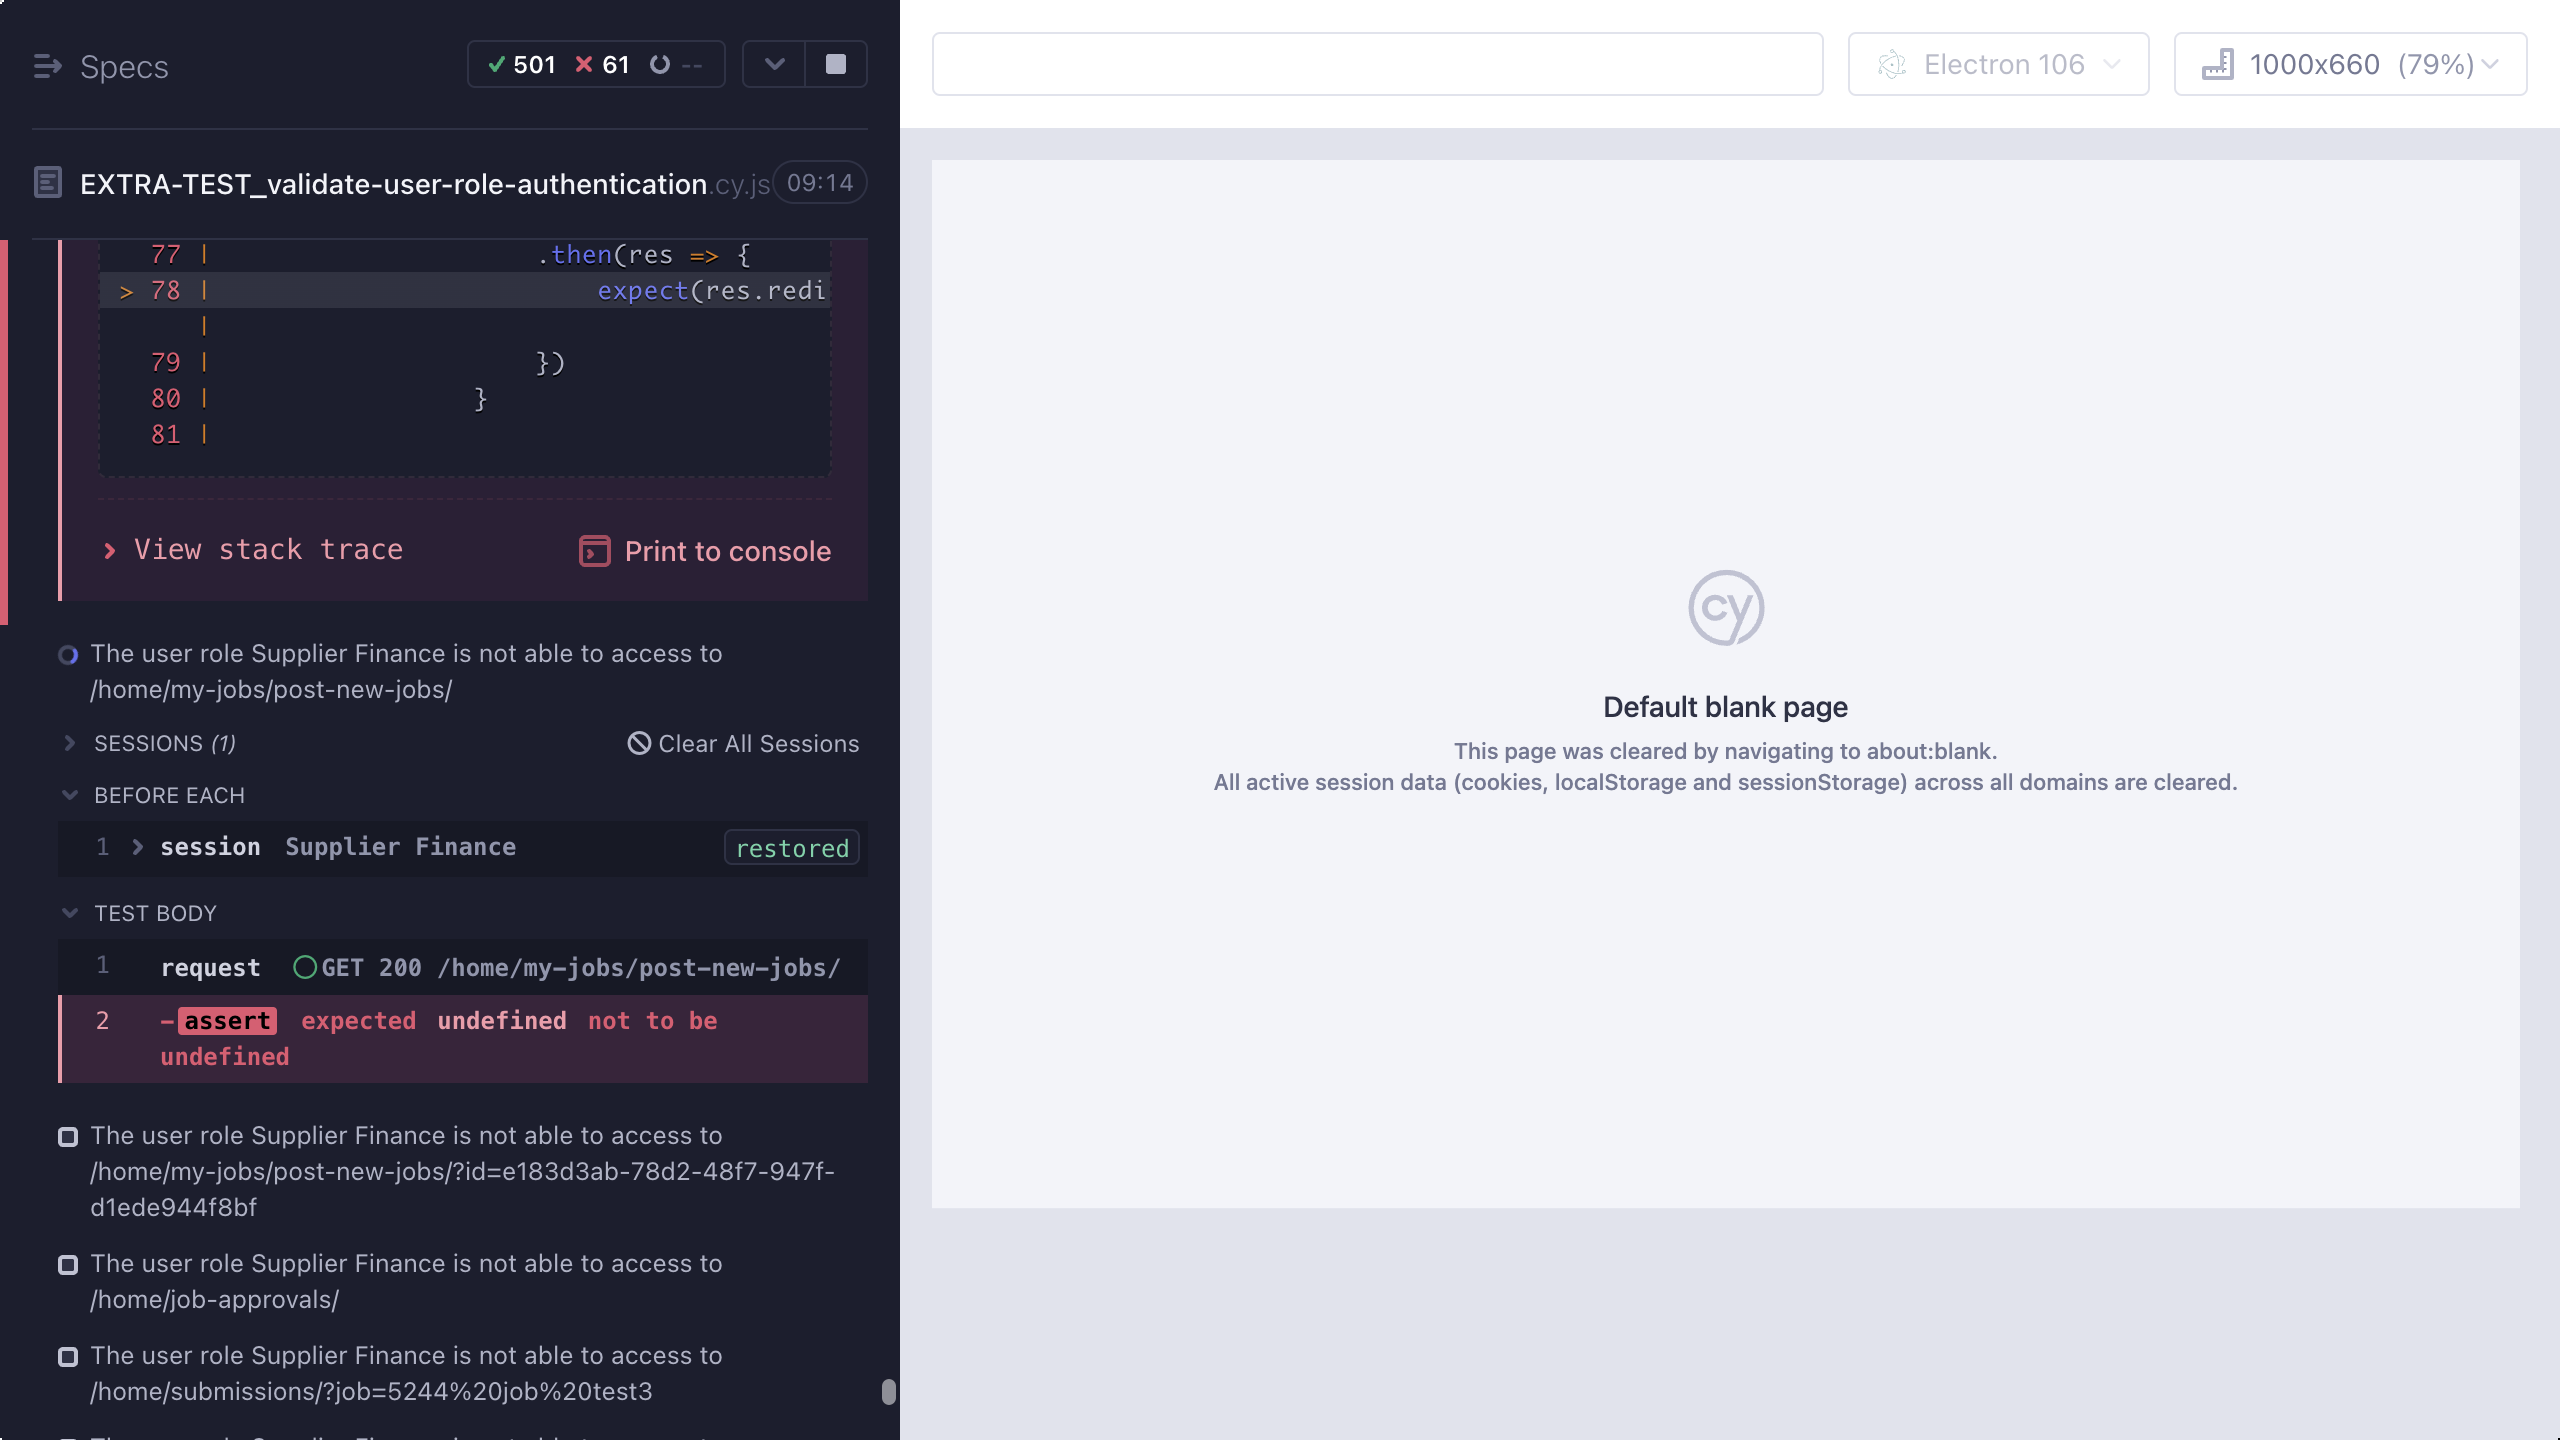 Specs
501 61 --
EXTRA-TEST_validate-user-role-authentication.cy.js 09:14
77 | .then(res => {
> 78 | expect(res.redi
|
79 | })
80 | }
81 |
View stack trace
Print to console
The user role Supplier Finance is not able to access to
/home/my-jobs/post-new-jobs/
SESSIONS (1)
Clear All Sessions
BEFORE EACH
1 session Supplier Finance restored
TEST BODY
1 request GET 200 /home/my-jobs/post-new-jobs/
2 -assert expected undefined not to be
undefined
The user role Supplier Finance is not able to access to
/home/my-jobs/post-new-jobs/?id=e183d3ab-78d2-48f7-947f-
d1ede944f8bf
The user role Supplier Finance is not able to access to
/home/job-approvals/
The user role Supplier Finance is not able to access to
/home/submissions/?job=5244%20job%20test3
Electron 106
1000x660 (79%)
cy
Default blank page
This page was cleared by navigating to about:blank.
All active session data (cookies, localStorage and sessionStorage) across all domains are cleared.